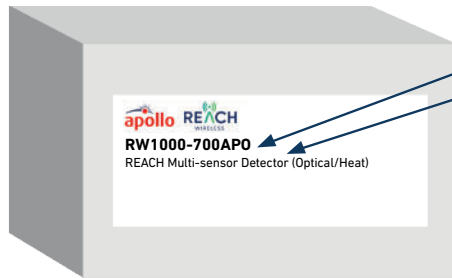 apollo REACH
WIRELESS
RW1000-700APO
REACH Multi-sensor Detector (Optical/Heat)